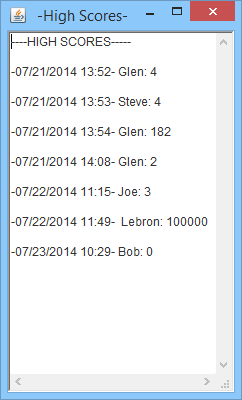 -High Scores-
----HIGH SCORES-----
-07/21/2014 13:52- Glen: 4
-07/21/2014 13:53- Steve: 4
-07/21/2014 13:54- Glen: 182
-07/21/2014 14:08- Glen: 2
-07/22/2014 11:15- Joe: 3
-07/22/2014 11:49-  Lebron: 100000
-07/23/2014 10:29- Bob: 0